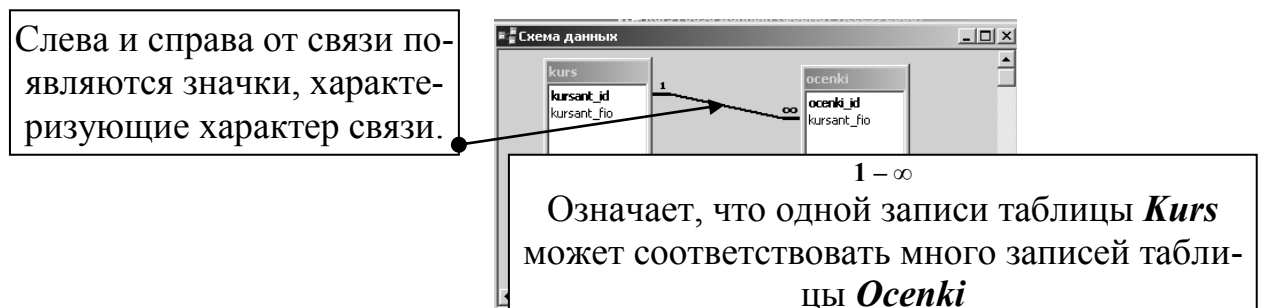 Слева и справа от связи по-
являются значки, характе-
ризующие характер связи.
Схема данных
kurs
kursant_id
kursant_fio
1
∞
ocenki
ocenki_id
kursant_fio
1 – ∞
Означает, что одной записи таблицы Kurs
может соответствовать много записей табли-
цы Ocenki